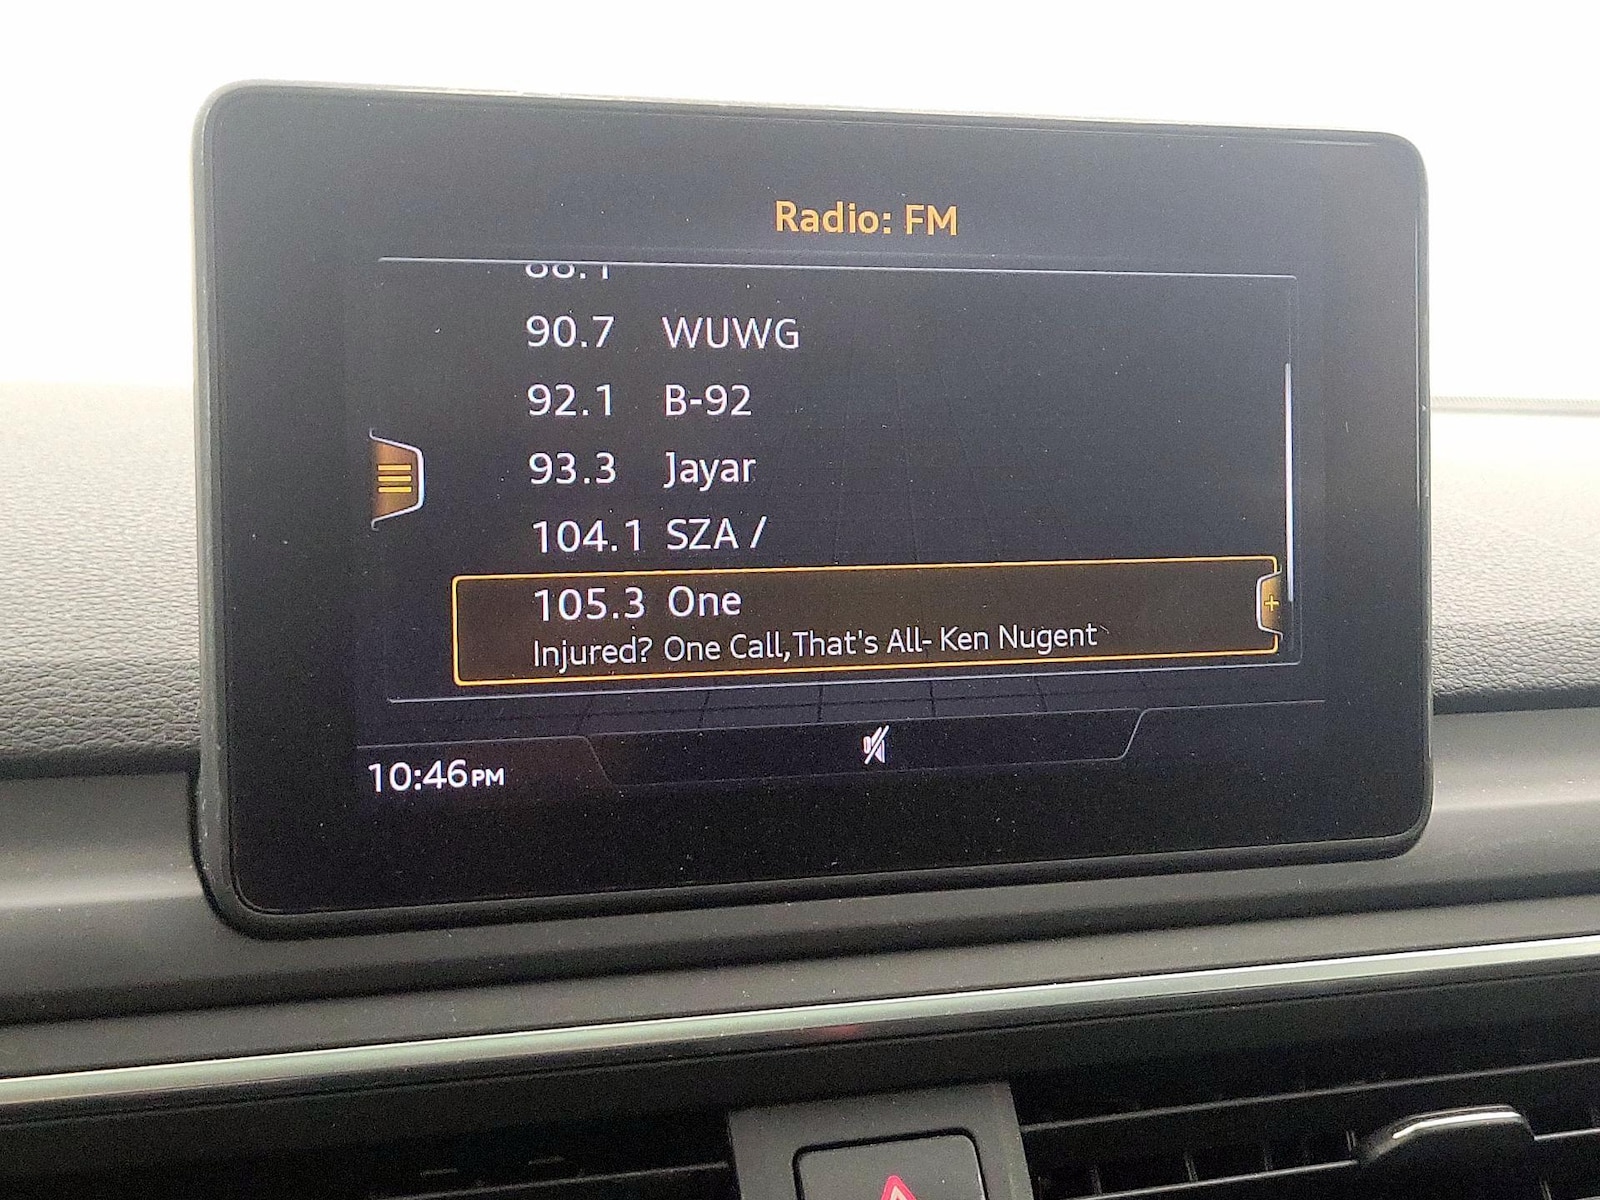 Radio: FM
90.7 WUWG
92.1 B-92
93.3 Jayar
104.1 SZA /
105.3 One
Injured? One Call,That's All- Ken Nugent
10:46PM